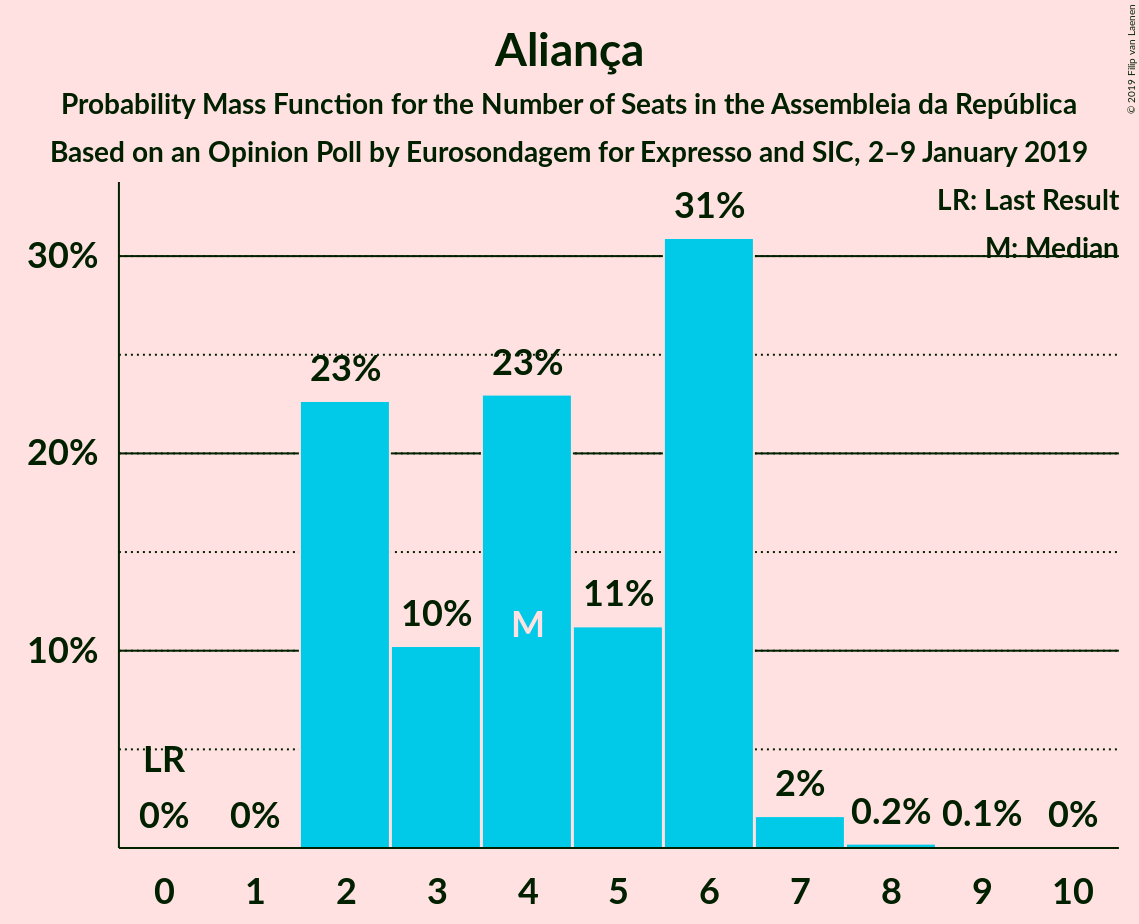 Aliança
Probability Mass Function for the Number of Seats in the Assembleia da República
Based on an Opinion Poll by Eurosondagem for Expresso and SIC, 2–9 January 2019
© 2019 Filip van Laenen
LR: Last Result
M: Median
30%
20%
10%
31%
23%
23%
11%
10%
M
LR
2%
0%
0%
0.2%
0.1%
0%
0 1 2 3 4 5 6 7 8 9 10